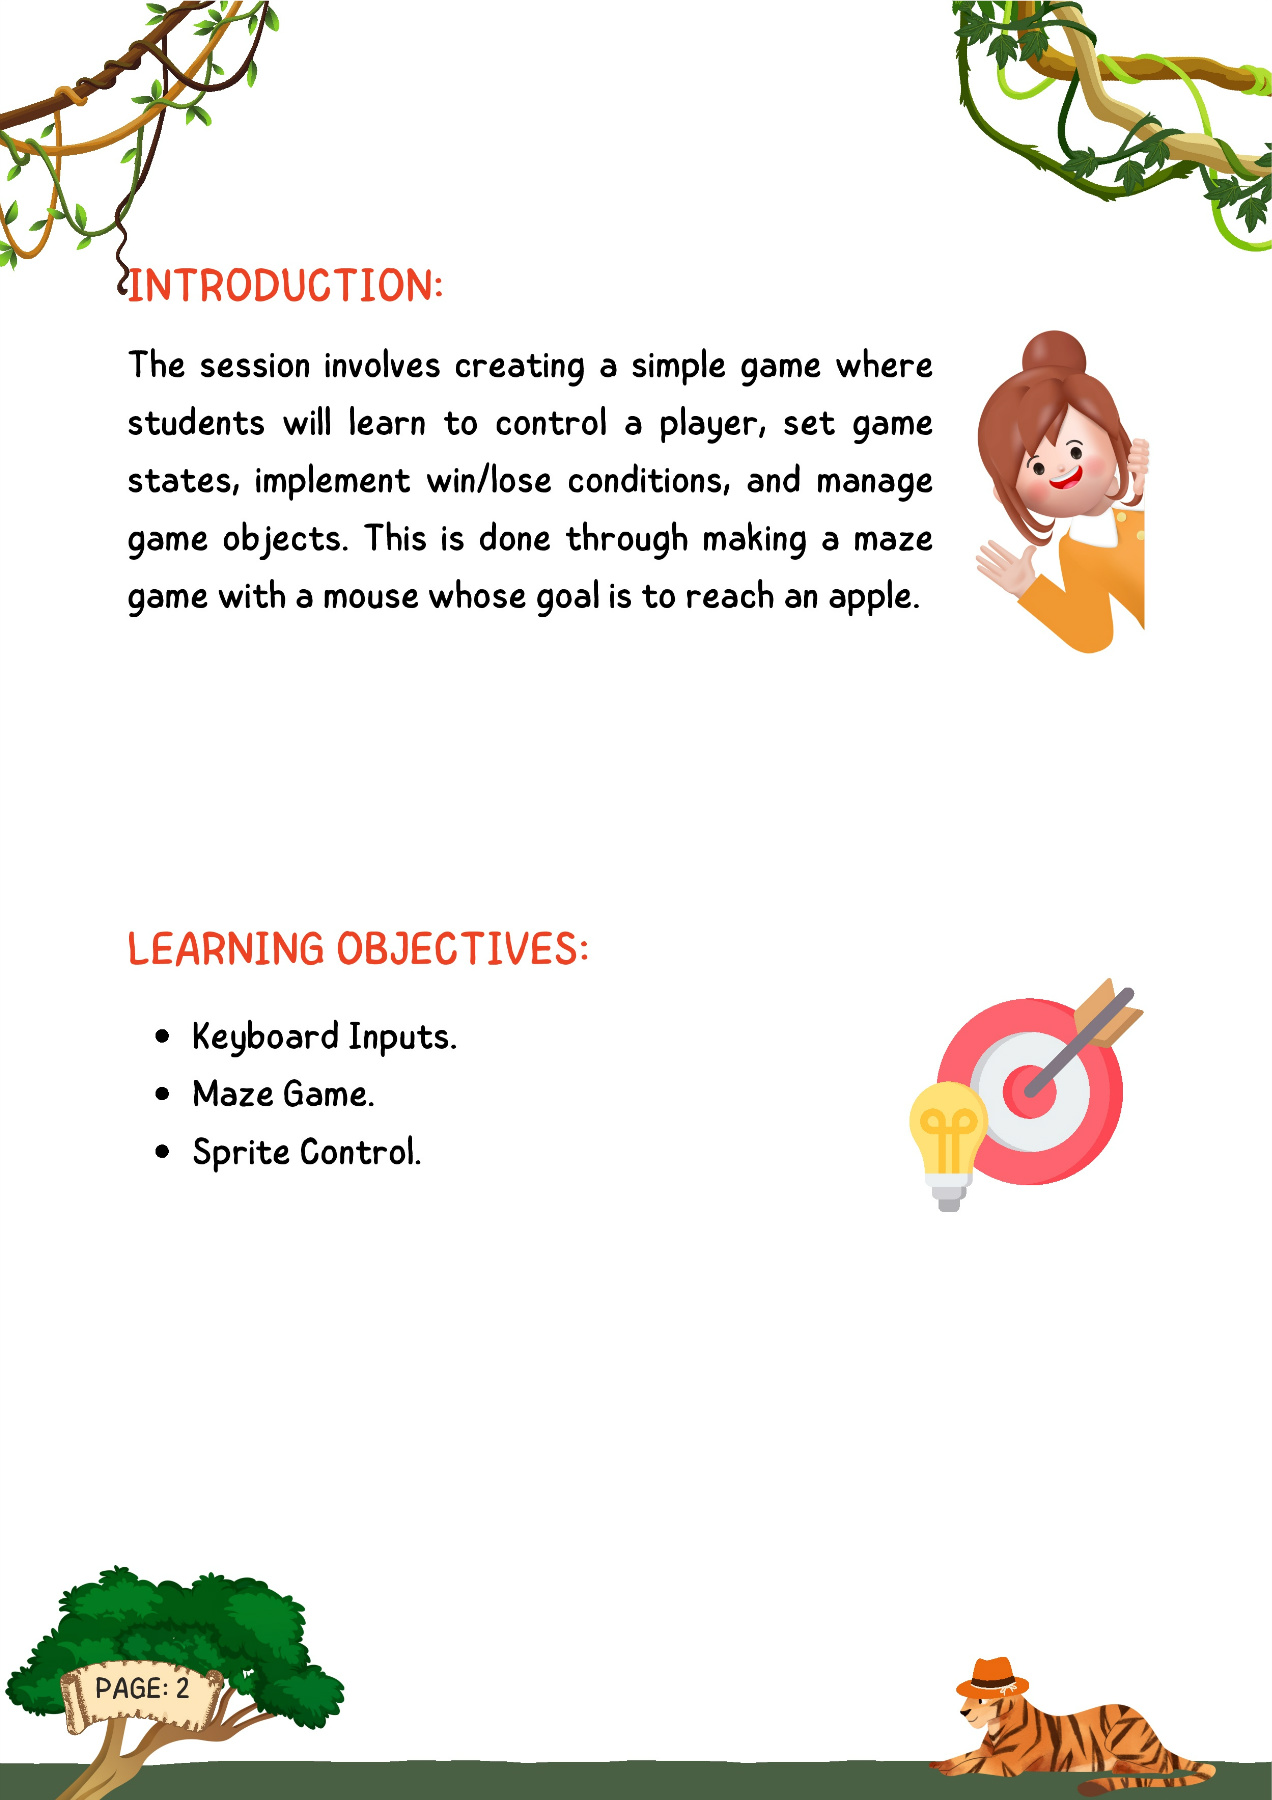 INTRODUCTION:
The session involves creating a simple game where
students will learn to control a player, set game
states, implement win/lose conditions, and manage
game objects. This is done through making a maze
game with a mouse whose goal is to reach an apple.
LEARNING OBJECTIVES:
• Keyboard Inputs.
• Maze Game.
• Sprite Control.
PAGE: 2